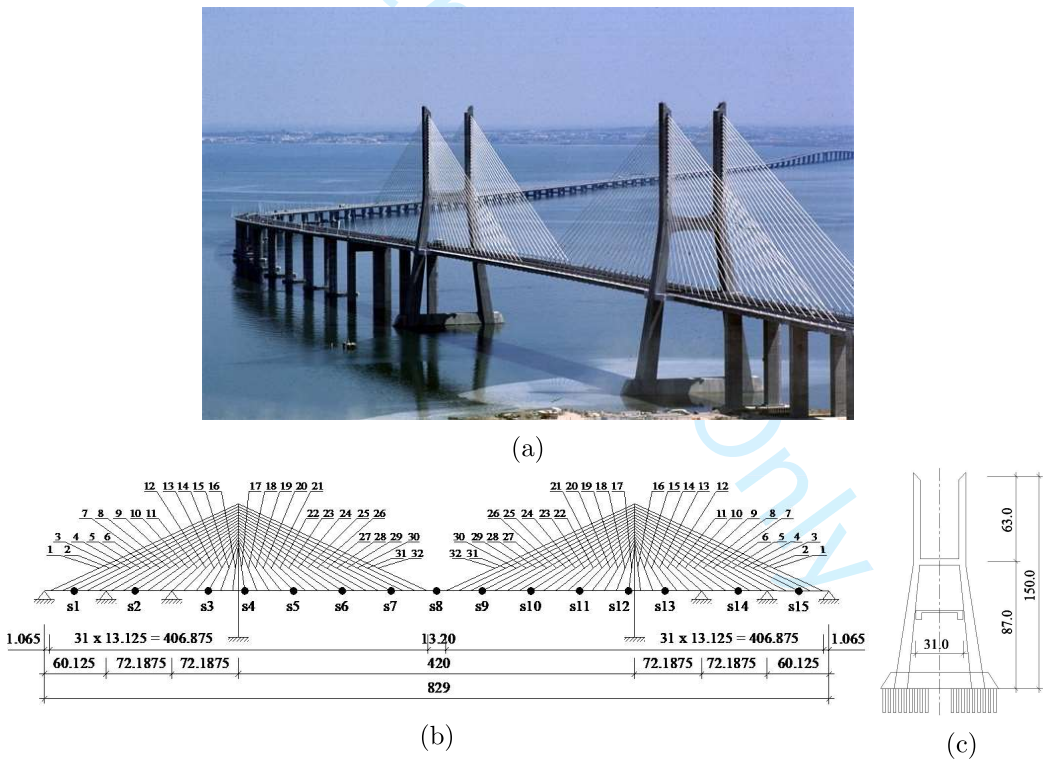 Only
(a)
12 13 14 15 16 17 18 19 20 21 21 20 19 18 17 16 15 14 13 12
7 8 9 10 11 22 23 24 25 26 26 25 24 23 22 11 10 9 8 7
3 4 5 6 27 28 29 30 30 29 28 27 6 5 4 3
1 2 31 32 32 31 2 1
s1 s2 s3 s4 s5 s6 s7 s8 s9 s10 s11 s12 s13 s14 s15
1.065 31 x 13.125 = 406.875 13.20 31 x 13.125 = 406.875 1.065
60.125 72.1875 72.1875 420 72.1875 72.1875 60.125
829
(b)
63.0
150.0
87.0
31.0
(c)